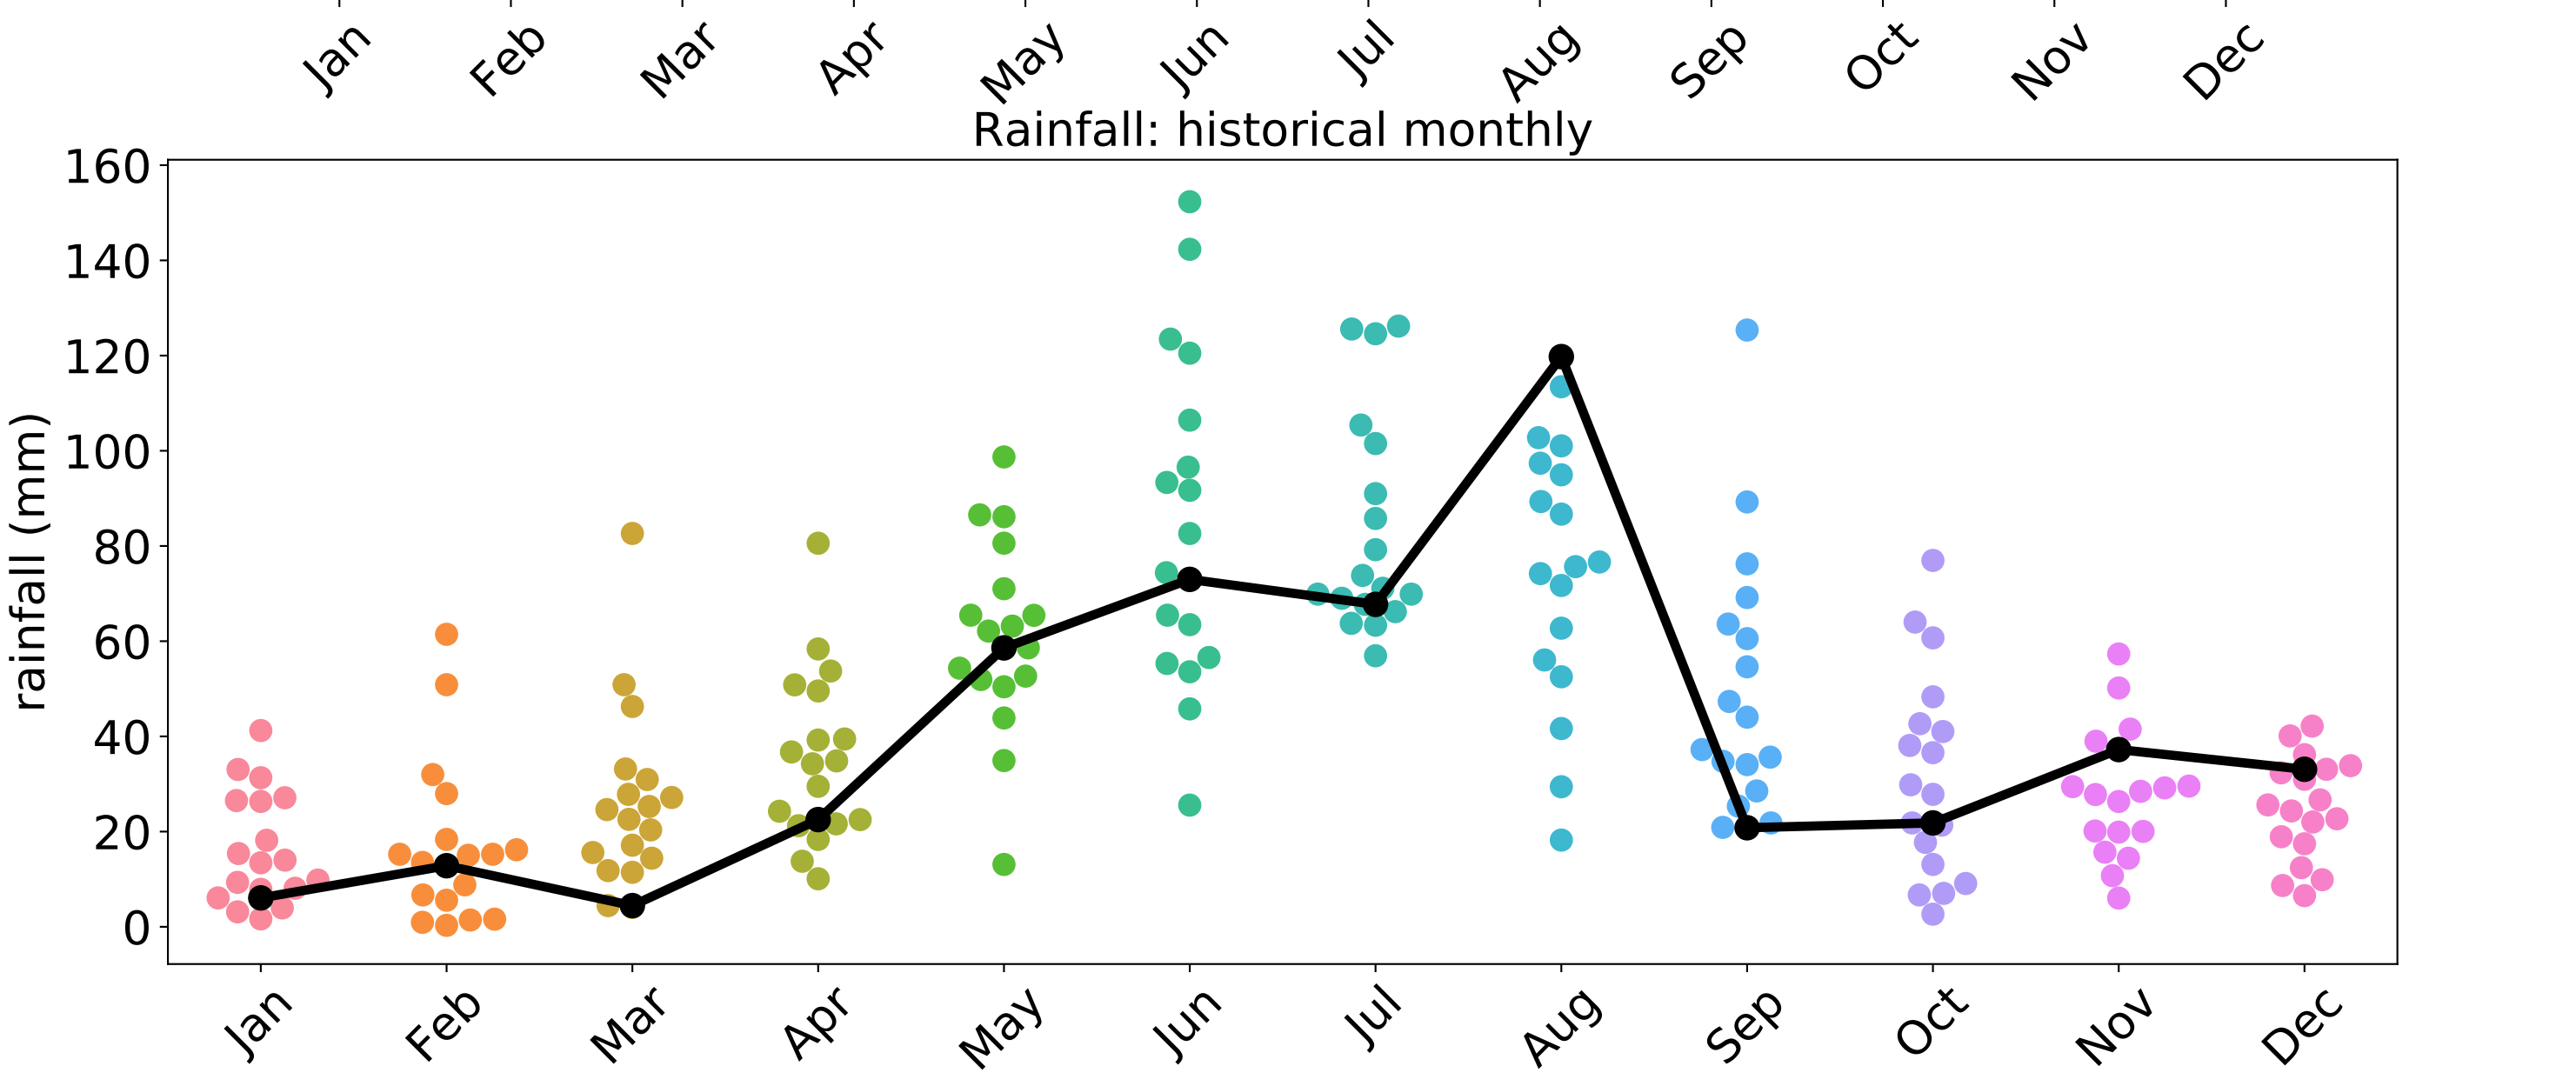 Jan Feb Mar Apr May Jun Jul Aug Sep Oct Nov Dec
Rainfall: historical monthly
160
140
120
100
80
60
40
20
0
rainfall (mm)
Jan Feb Mar Apr May Jun Jul Aug Sep Oct Nov Dec